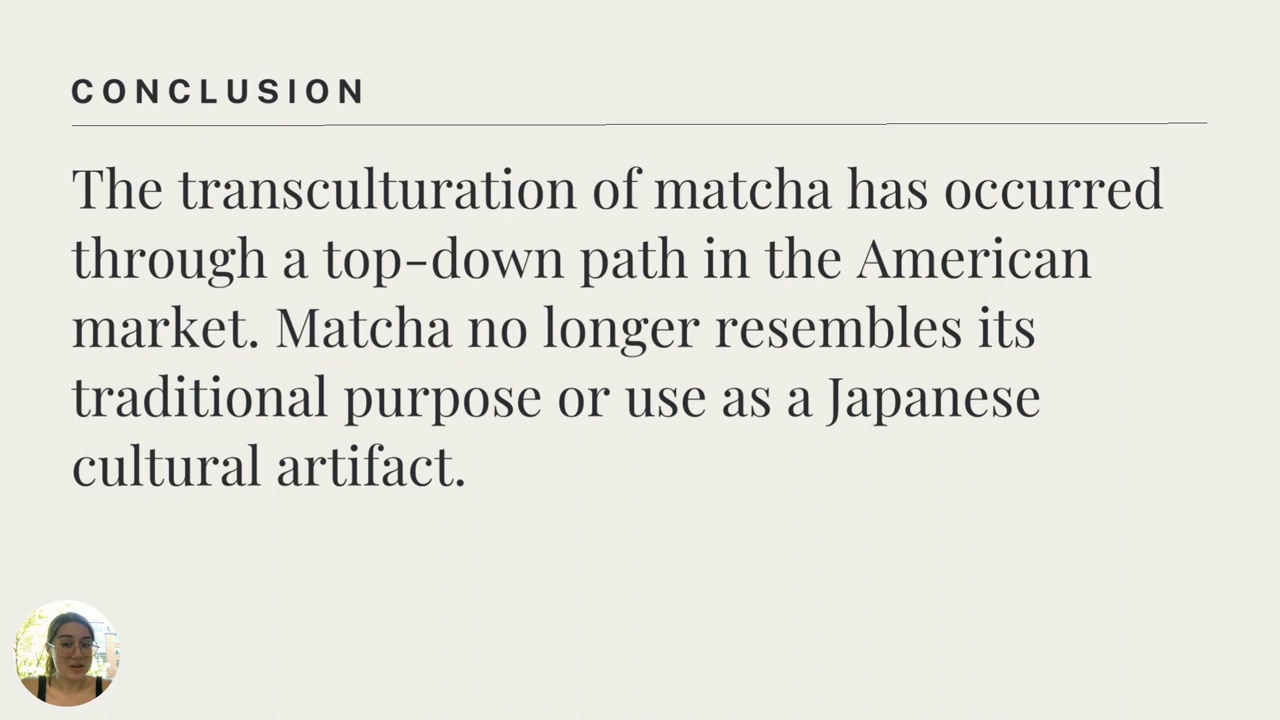 CONCLUSION
The transculturation of matcha has occurred
through a top-down path in the American
market. Matcha no longer resembles its
traditional purpose or use as a Japanese
cultural artifact.